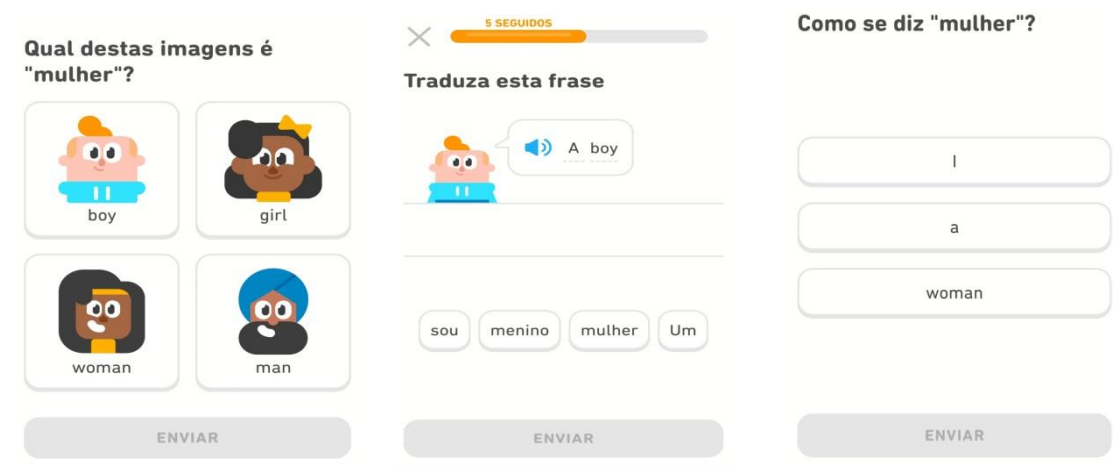 Qual destas imagens é
"mulher"?
boy
girl
woman
man
ENVIAR
5 SEGUIDOS
Traduza esta frase
A boy
sou
menino
mulher
Um
ENVIAR
Como se diz "mulher"?
I
a
woman
ENVIAR